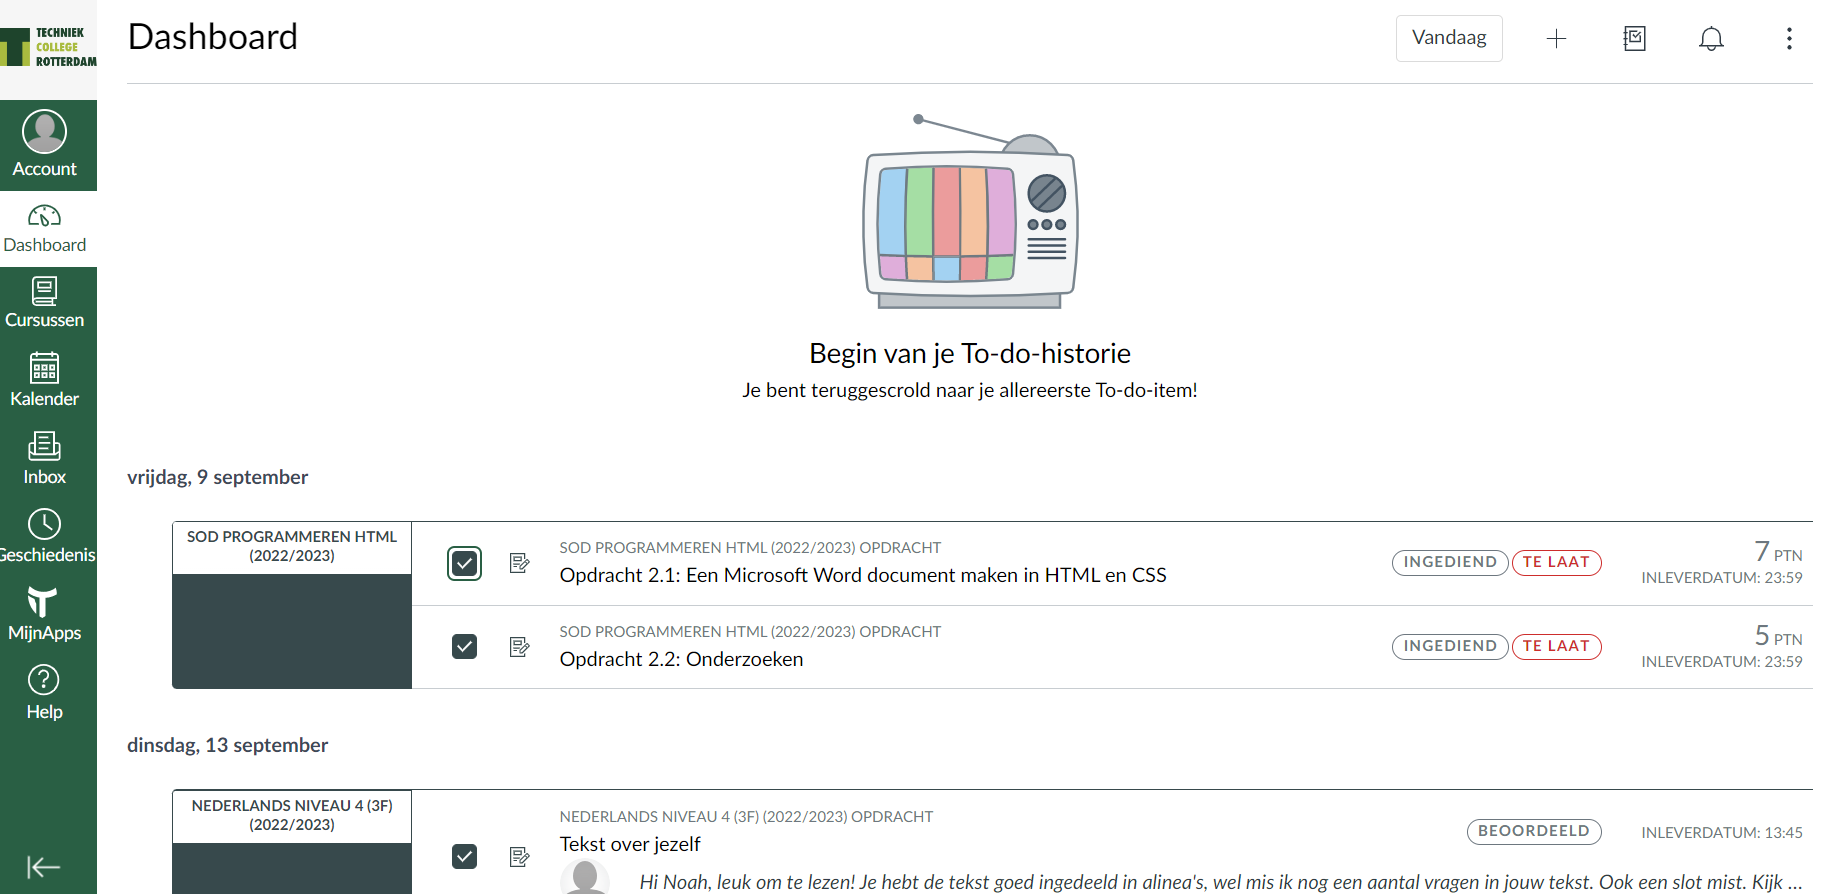 TECHNIEK
COLLEGE
ROTTERDAM
Account
Dashboard
Cursussen
Kalender
Inbox
Geschiedenis
MijnApps
Help
Dashboard
Vandaag
Begin van je To-do-historie
Je bent teruggescrold naar je allereerste To-do-item!
vrijdag, 9 september
SOD PROGRAMMEREN HTML
(2022/2023)
SOD PROGRAMMEREN HTML (2022/2023) OPDRACHT
Opdracht 2.1: Een Microsoft Word document maken in HTML en CSS
INGEDIEND TE LAAT
7 PTN
INLEVERDATUM: 23:59
SOD PROGRAMMEREN HTML (2022/2023) OPDRACHT
Opdracht 2.2: Onderzoeken
INGEDIEND TE LAAT
5 PTN
INLEVERDATUM: 23:59
dinsdag, 13 september
NEDERLANDS NIVEAU 4 (3F)
(2022/2023)
NEDERLANDS NIVEAU 4 (3F) (2022/2023) OPDRACHT
Tekst over jezelf
BEOORDEELD
INLEVERDATUM: 13:45
Hi Noah, leuk om te lezen! Je hebt de tekst goed ingedeeld in alinea's, wel mis ik nog een aantal vragen in jouw tekst. Ook een slot mist. Kijk ...